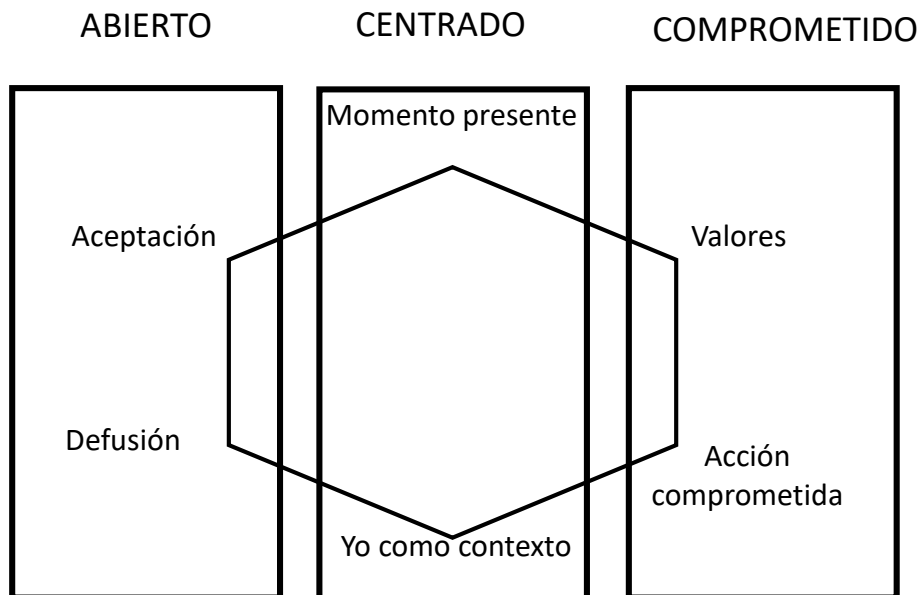 ABIERTO
CENTRADO
COMPROMETIDO
Momento presente
Aceptación
Valores
Defusión
Acción
comprometida
Yo como contexto